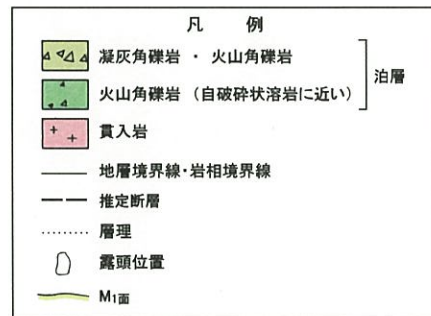 凡 例
凝灰角礫岩 ・ 火山角礫岩
火山角礫岩 (自破砕状溶岩に近い)
泊層
貫入岩
地層境界線・岩相境界線
推定断層
層理
露頭位置
M1面